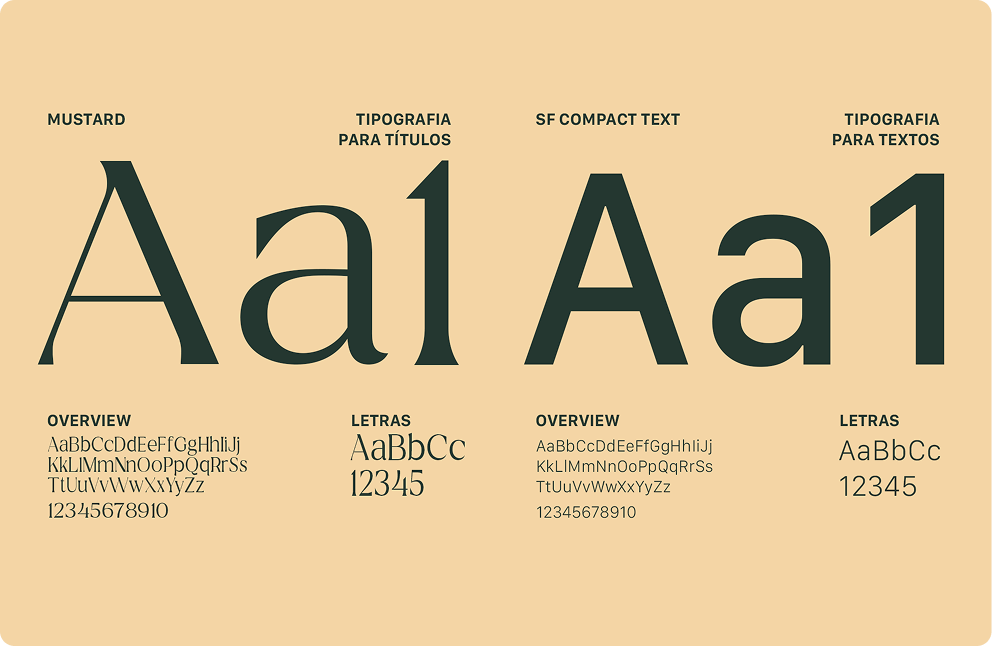 MUSTARD
TIPOGRAFIA
PARA TÍTULOS
Aa1
OVERVIEW
AaBbCcDdEeFfGgHhIiJj
KkLlMmNnOoPpQqRrSs
TtUuVvWwXxYyZz
12345678910
LETRAS
AaBbCc
12345
SF COMPACT TEXT
TIPOGRAFIA
PARA TEXTOS
Aa1
OVERVIEW
AaBbCcDdEeFfGgHhIiJj
KkLlMmNnOoPpQqRrSs
TtUuVvWwXxYyZz
12345678910
LETRAS
AaBbCc
12345